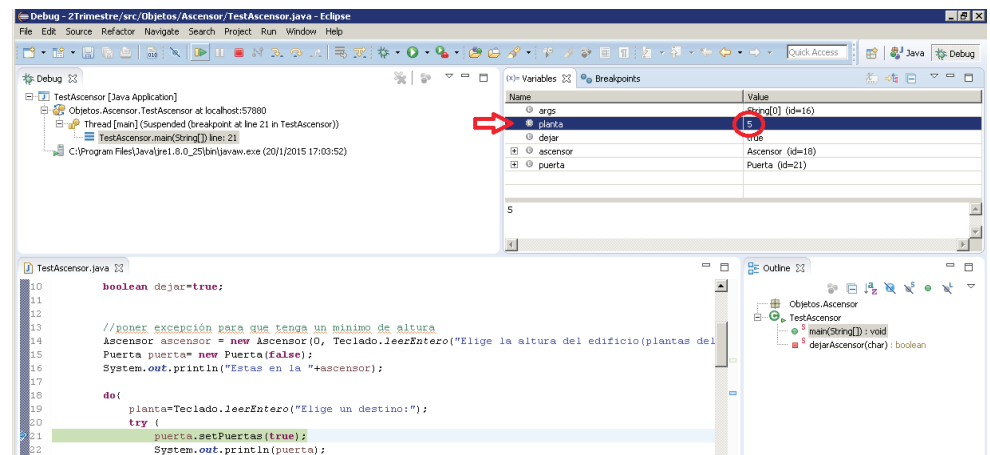 Debug - 2Trimestre/src/Objetos/Ascensor/TestAscensor.java - Eclipse
File Edit Source Refactor Navigate Search Project Run Window Help
Quick Access Java Debug
Debug
TestAscensor [Java Application]
Objetos.Ascensor.TestAscensor at localhost:57880
Thread [main] (Suspended (breakpoint at line 21 in TestAscensor))
TestAscensor.main(String[]) line: 21
C:\Program Files\Java\jre1.8.0_25\bin\javaw.exe (20/1/2015 17:03:52)
(x)= Variables Breakpoints
Name Value
args String[0] (id=16)
planta 5
dejar true
ascensor Ascensor (id=18)
puerta Puerta (id=21)
5
TestAscensor.java
10 boolean dejar=true;
11
12
13 //poner excepción para que tenga un minimo de altura
14 Ascensor ascensor = new Ascensor(0, Teclado.leerEntero("Elige la altura del edificio(plantas del
15 Puerta puerta= new Puerta(false);
16 System.out.println("Estas en la "+ascensor);
17
18 do{
19 planta=Teclado.leerEntero("Elige un destino:");
20 try {
21 puerta.setPuertas(true);
22 System.out.println(puerta);
Outline
Objetos.Ascensor
TestAscensor
main(String[]) : void
dejarAscensor(char) : boolean